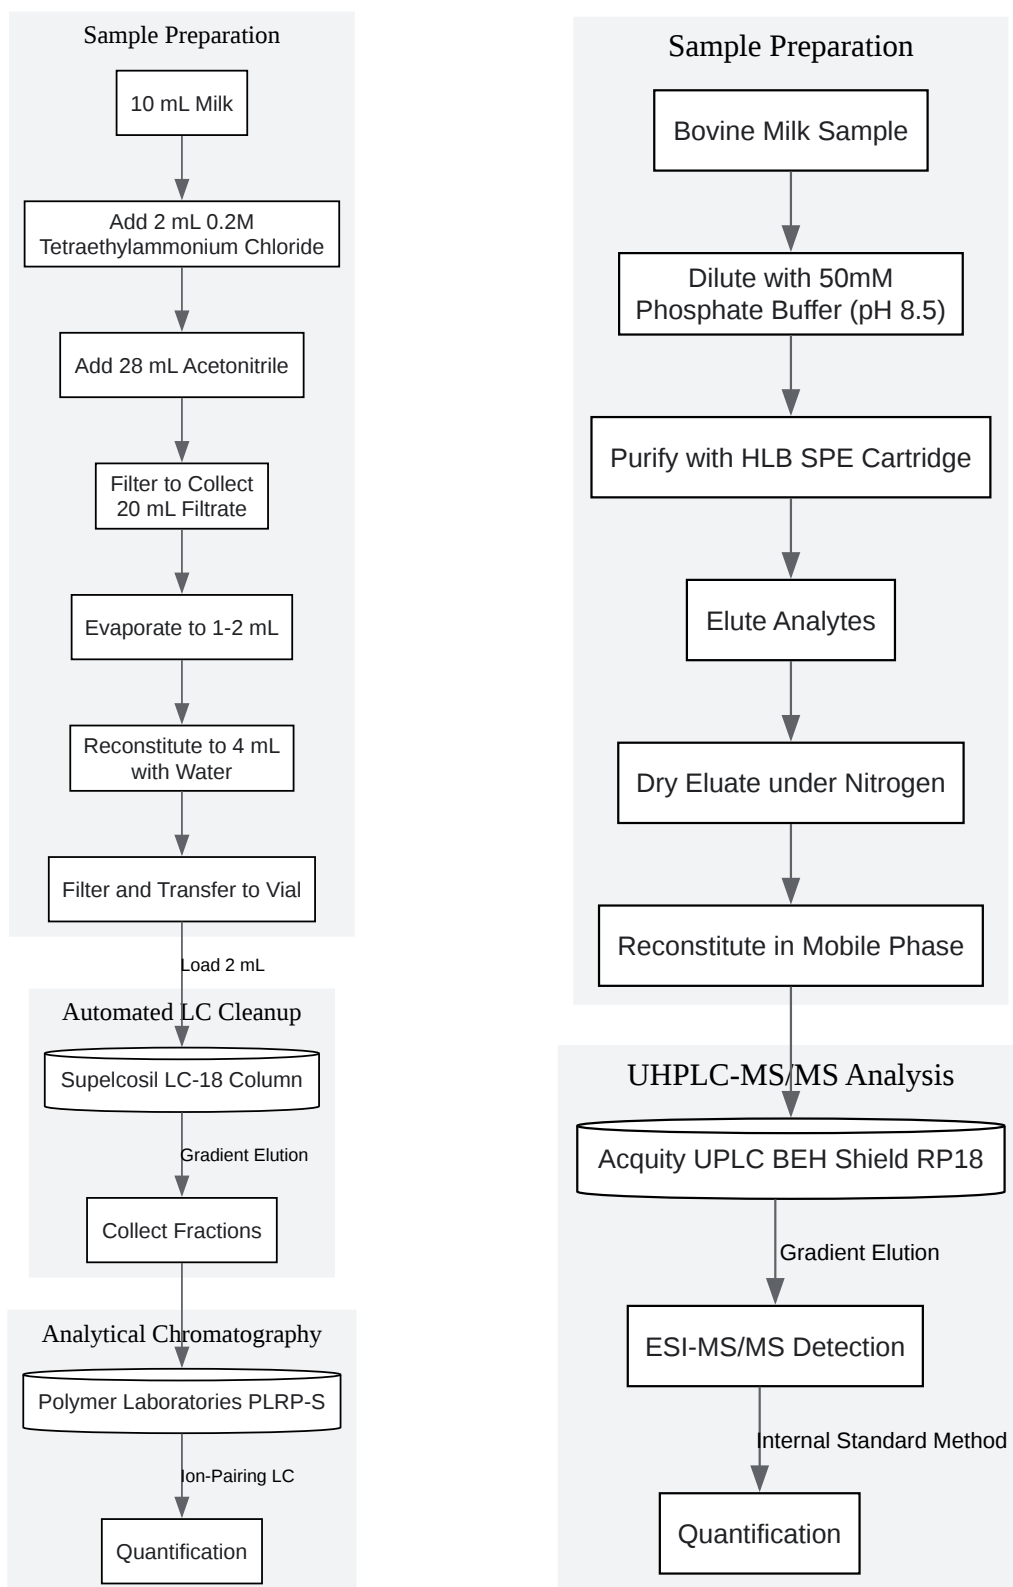 Sample Preparation
10 mL Milk
Add 2 mL 0.2M
Tetraethylammonium Chloride
Add 28 mL Acetonitrile
Filter to Collect
20 mL Filtrate
Evaporate to 1-2 mL
Reconstitute to 4 mL
with Water
Filter and Transfer to Vial
Load 2 mL
Automated LC Cleanup
Supelcosil LC-18 Column
Gradient Elution
Collect Fractions
Analytical Chromatography
Polymer Laboratories PLRP-S
Ion-Pairing LC
Quantification
Sample Preparation
Bovine Milk Sample
Dilute with 50mM
Phosphate Buffer (pH 8.5)
Purify with HLB SPE Cartridge
Elute Analytes
Dry Eluate under Nitrogen
Reconstitute in Mobile Phase
UHPLC-MS/MS Analysis
Acquity UPLC BEH Shield RP18
Gradient Elution
ESI-MS/MS Detection
Internal Standard Method
Quantification